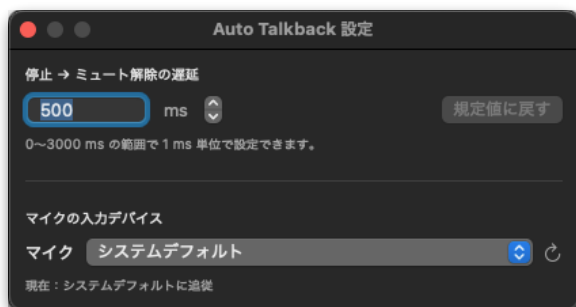 Auto Talkback 設定
停止 → ミュート解除の遅延
500 ms 規定値に戻す
0〜3000 ms の範囲で 1 ms 単位で設定できます。
マイクの入力デバイス
マイク システムデフォルト
現在：システムデフォルトに追従